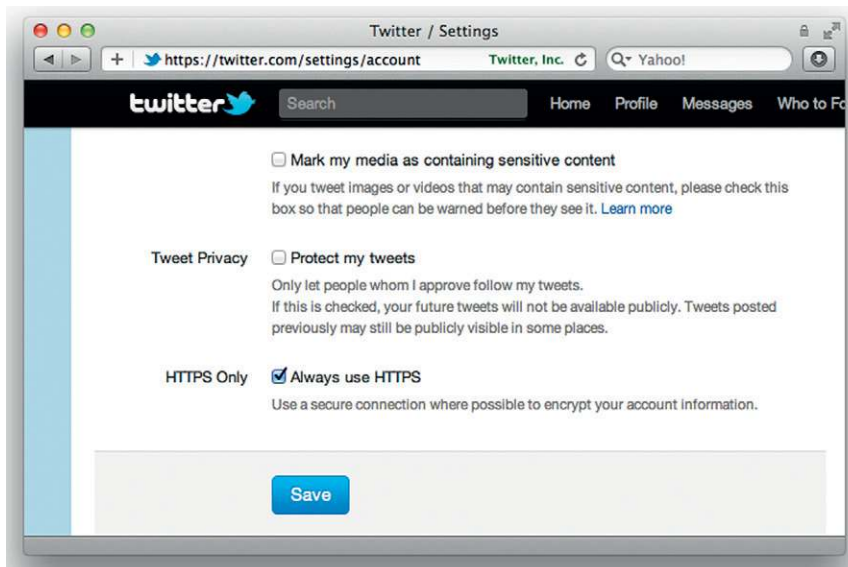 Twitter / Settings
+ https://twitter.com/settings/account Twitter, Inc. Yahoo!
twitter Search Home Profile Messages Who to Fo
Mark my media as containing sensitive content
If you tweet images or videos that may contain sensitive content, please check this
box so that people can be warned before they see it. Learn more
Tweet Privacy Protect my tweets
Only let people whom I approve follow my tweets.
If this is checked, your future tweets will not be available publicly. Tweets posted
previously may still be publicly visible in some places.
HTTPS Only Always use HTTPS
Use a secure connection where possible to encrypt your account information.
Save